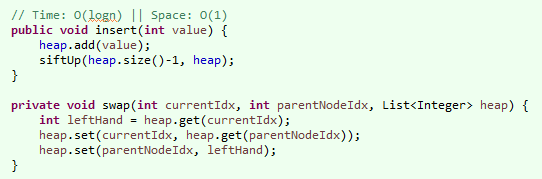 // Time: O(logn) || Space: O(1)
public void insert(int value) {
    heap.add(value);
    siftUp(heap.size()-1, heap);
}

private void swap(int currentIdx, int parentNodeIdx, List<Integer> heap) {
    int leftHand = heap.get(currentIdx);
    heap.set(currentIdx, heap.get(parentNodeIdx));
    heap.set(parentNodeIdx, leftHand);
}